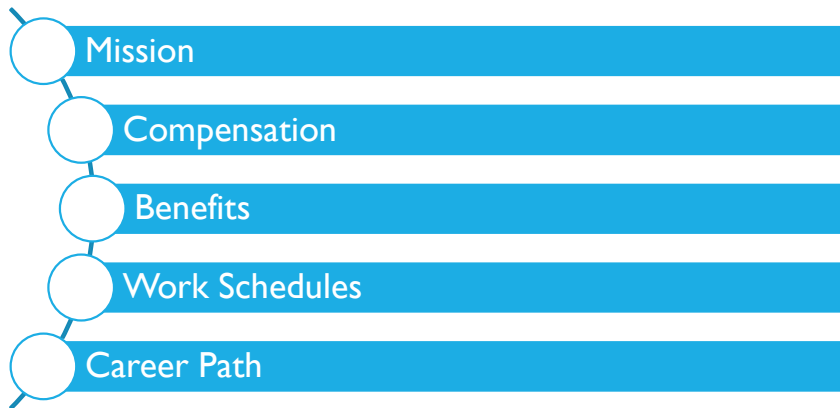 Mission
Compensation
Benefits
Work Schedules
Career Path